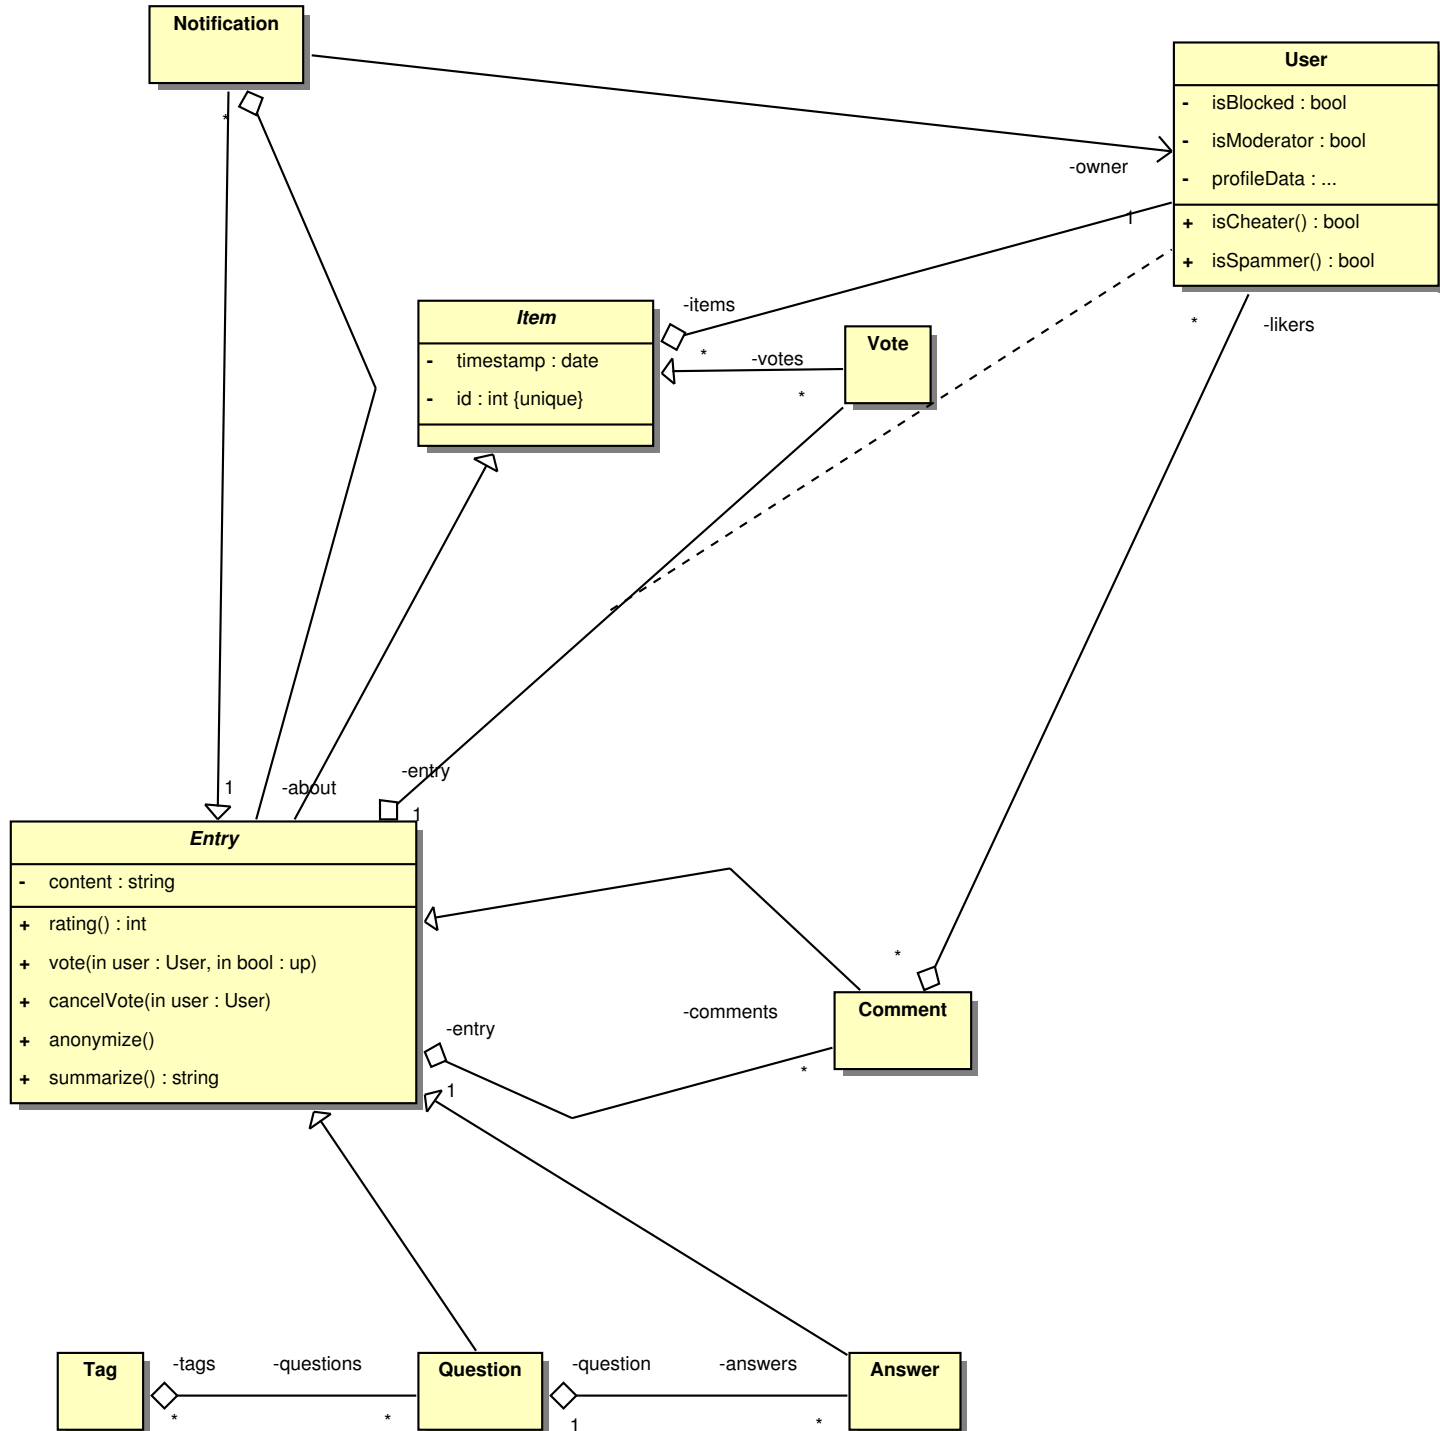 Notification
User
- isBlocked : bool
- isModerator : bool
- profileData : ...
+ isCheater() : bool
+ isSpammer() : bool
*
-owner
1
-items
*
Item
- timestamp : date
- id : int {unique}
Vote
-votes
*
*
-likers
1
-about
-entry
1
Entry
- content : string
+ rating() : int
+ vote(in user : User, in bool : up)
+ cancelVote(in user : User)
+ anonymize()
+ summarize() : string
*
Comment
-comments
*
-entry
1
Tag
-tags
*
-questions
*
Question
-question
1
-answers
*
Answer